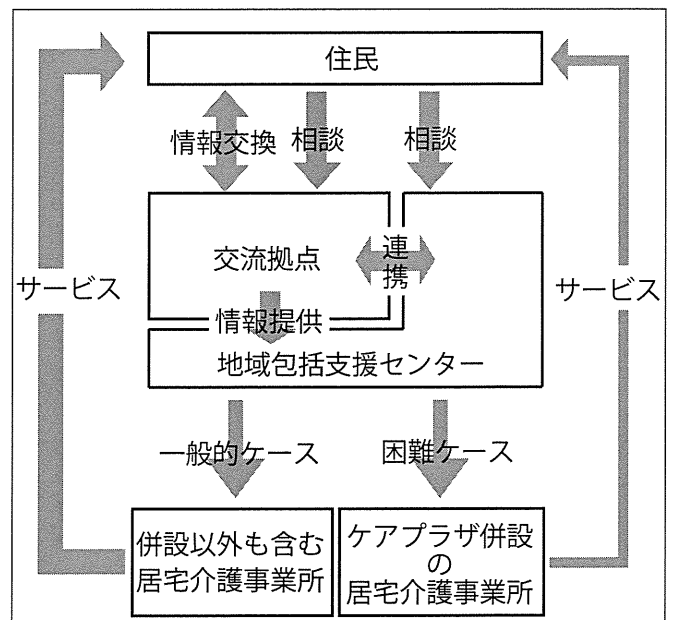 住民
情報交換
相談
相談
交流拠点
連携
サービス
サービス
情報提供
地域包括支援センター
一般的ケース
困難ケース
併設以外も含む
居宅介護事業所
ケアプラザ併設
の
居宅介護事業所